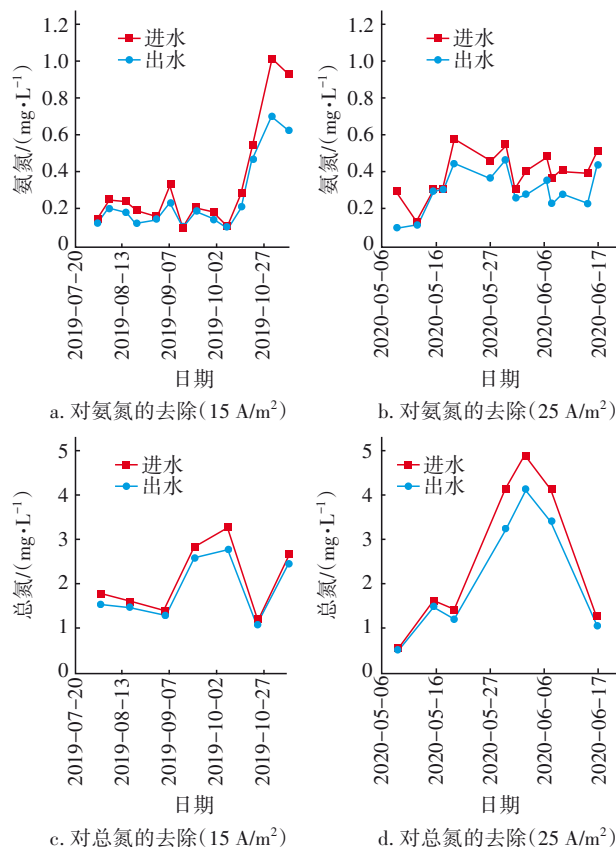 1.2
1.0
0.8
0.6
0.4
0.2
0
氨氮/(mg·L⁻¹)
进水
出水
2019-07-20
2019-08-13
2019-09-07
2019-10-02
2019-10-27
日期
a. 对氨氮的去除(15 A/m²)
1.2
1.0
0.8
0.6
0.4
0.2
0
氨氮/(mg·L⁻¹)
进水
出水
2020-05-06
2020-05-16
2020-05-27
2020-06-06
2020-06-17
日期
b. 对氨氮的去除(25 A/m²)
5
4
3
2
1
0
总氮/(mg·L⁻¹)
进水
出水
2019-07-20
2019-08-13
2019-09-07
2019-10-02
2019-10-27
日期
c. 对总氮的去除(15 A/m²)
5
4
3
2
1
0
总氮/(mg·L⁻¹)
进水
出水
2020-05-06
2020-05-16
2020-05-27
2020-06-06
2020-06-17
日期
d. 对总氮的去除(25 A/m²)